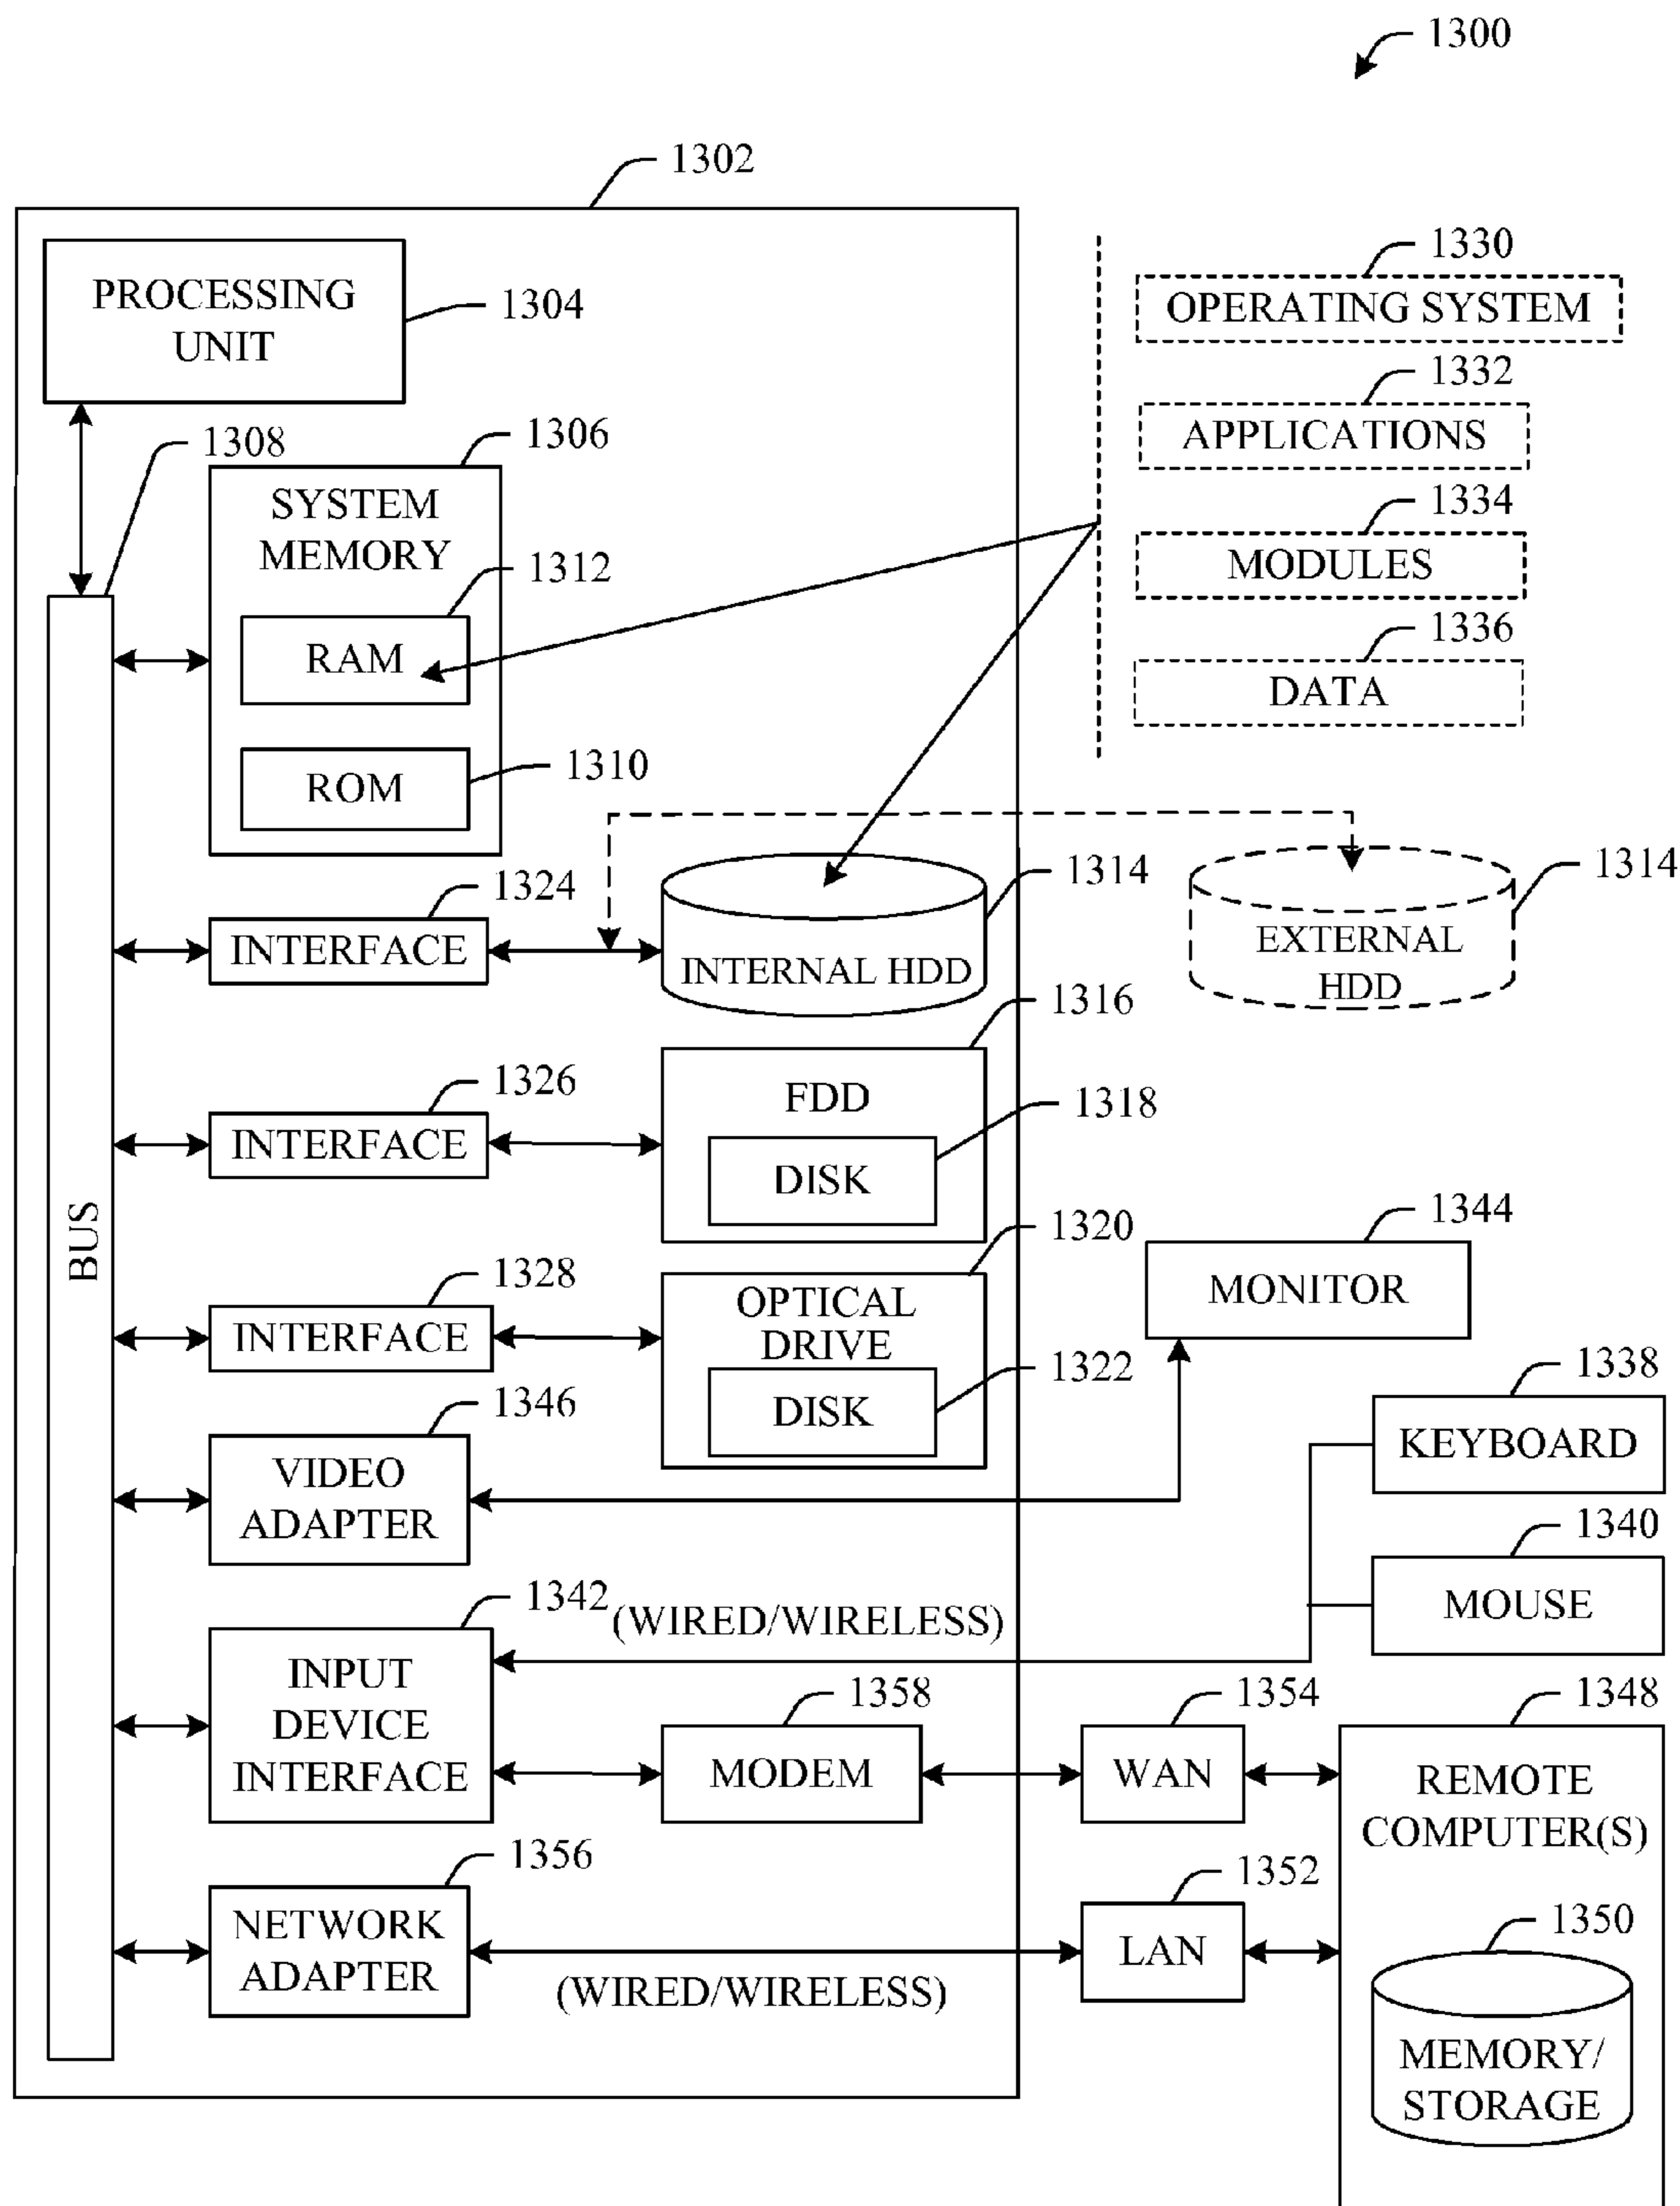 1300
1302
PROCESSING
UNIT
1304
1330
OPERATING SYSTEM
1332
APPLICATIONS
1334
MODULES
1336
DATA
1308
1306
SYSTEM
MEMORY
1312
RAM
1310
ROM
BUS
1324
INTERFACE
1314
INTERNAL HDD
1314
EXTERNAL
HDD
1326
INTERFACE
1316
FDD
1318
DISK
1328
INTERFACE
1320
OPTICAL
DRIVE
1322
DISK
1344
MONITOR
1346
VIDEO
ADAPTER
1338
KEYBOARD
1340
MOUSE
1342
(WIRED/WIRELESS)
INPUT
DEVICE
INTERFACE
1358
MODEM
1354
WAN
1348
REMOTE
COMPUTER(S)
1356
NETWORK
ADAPTER
(WIRED/WIRELESS)
1352
LAN
1350
MEMORY/
STORAGE